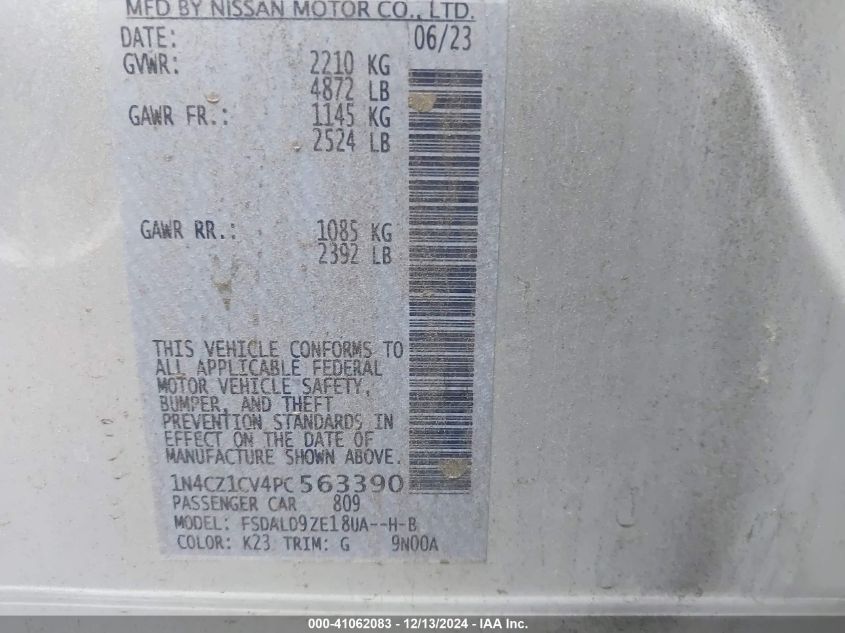 MFD BY NISSAN MOTOR CO., LTD.
DATE: 06/23
GVWR: 2210 KG
4872 LB
GAWR FR.: 1145 KG
2524 LB
GAWR RR.: 1085 KG
2392 LB
THIS VEHICLE CONFORMS TO
ALL APPLICABLE FEDERAL
MOTOR VEHICLE SAFETY,
BUMPER, AND THEFT
PREVENTION STANDARDS IN
EFFECT ON THE DATE OF
MANUFACTURE SHOWN ABOVE.
1N4CZ1CV4PC563390
PASSENGER CAR 809
MODEL: FSDALD9ZE18UA--H-B
COLOR: K23 TRIM: G 9N00A
000-41062083 - 12/13/2024 - IAA Inc.